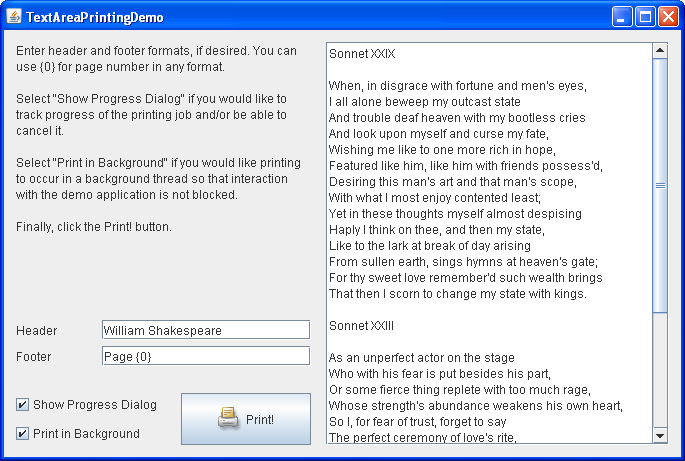 TextAreaPrintingDemo
Enter header and footer formats, if desired. You can
use {0} for page number in any format.
Select "Show Progress Dialog" if you would like to
track progress of the printing job and/or be able to
cancel it.
Select "Print in Background" if you would like printing
to occur in a background thread so that interaction
with the demo application is not blocked.
Finally, click the Print! button.
Header
William Shakespeare
Footer
Page {0}
Show Progress Dialog
Print in Background
Print!
Sonnet XXIX
When, in disgrace with fortune and men's eyes,
I all alone beweep my outcast state
And trouble deaf heaven with my bootless cries
And look upon myself and curse my fate,
Wishing me like to one more rich in hope,
Featured like him, like him with friends possess'd,
Desiring this man's art and that man's scope,
With what I most enjoy contented least;
Yet in these thoughts myself almost despising
Haply I think on thee, and then my state,
Like to the lark at break of day arising
From sullen earth, sings hymns at heaven's gate;
For thy sweet love remember'd such wealth brings
That then I scorn to change my state with kings.
Sonnet XXIII
As an unperfect actor on the stage
Who with his fear is put besides his part,
Or some fierce thing replete with too much rage,
Whose strength's abundance weakens his own heart,
So I, for fear of trust, forget to say
The perfect ceremony of love's rite,